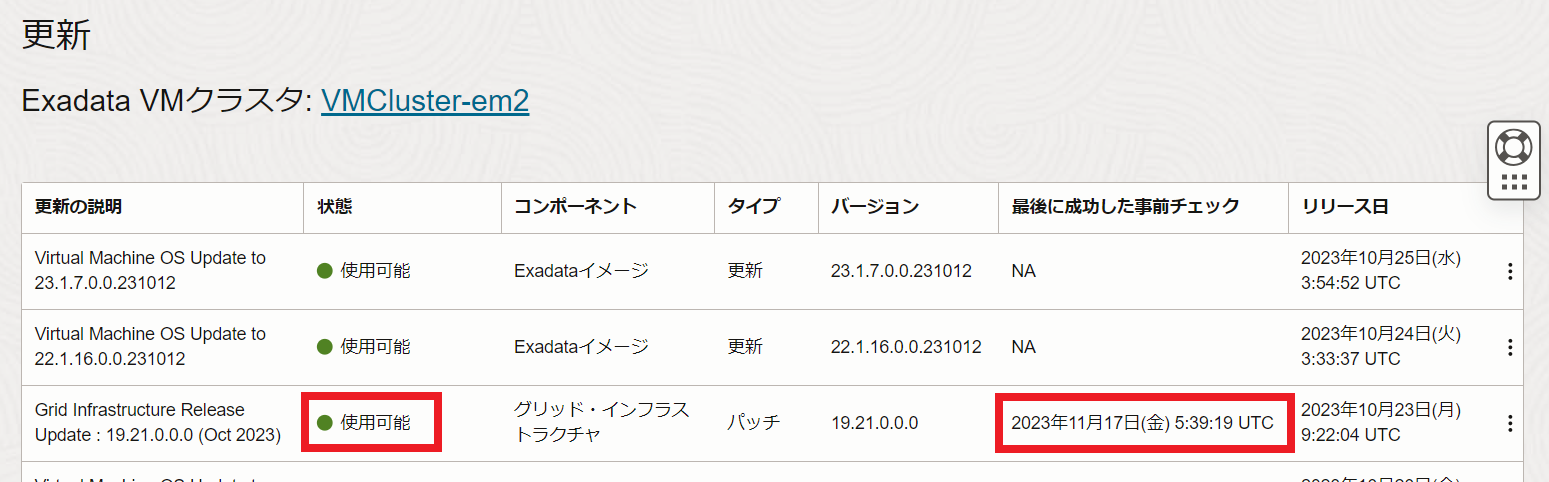 更新
Exadata VMクラスタ: VMCluster-em2
更新の説明 状態 コンポーネント タイプ バージョン 最後に成功した事前チェック リリース日
Virtual Machine OS Update to
23.1.7.0.0.231012
使用可能
Exadataイメージ
更新
23.1.7.0.0.231012
NA
2023年10月25日(水)
3:54:52 UTC
Virtual Machine OS Update to
22.1.16.0.0.231012
使用可能
Exadataイメージ
更新
22.1.16.0.0.231012
NA
2023年10月24日(火)
3:33:37 UTC
Grid Infrastructure Release
Update : 19.21.0.0.0 (Oct 2023)
使用可能
グリッド・インフラス
トラクチャ
パッチ
19.21.0.0.0
2023年11月17日(金) 5:39:19 UTC
2023年10月23日(月)
9:22:04 UTC